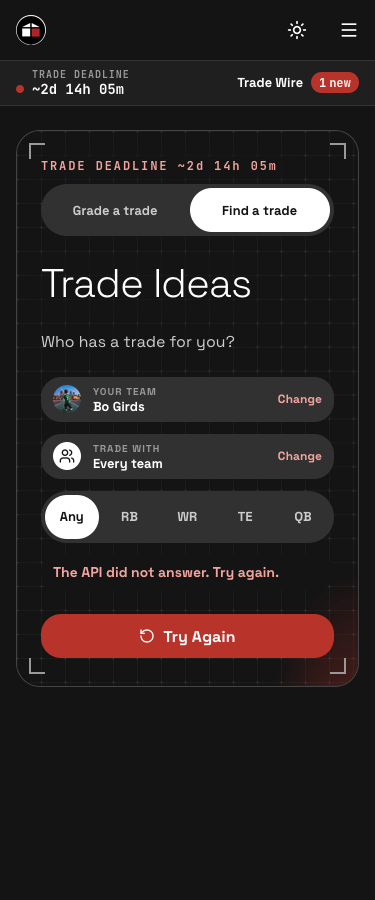 TRADE DEADLINE
~2d 14h 05m
Trade Wire
1 new
TRADE DEADLINE ~2d 14h 05m
Grade a trade
Find a trade
Trade Ideas
Who has a trade for you?
YOUR TEAM
Bo Girds
Change
TRADE WITH
Every team
Change
Any
RB
WR
TE
QB
The API did not answer. Try again.
Try Again